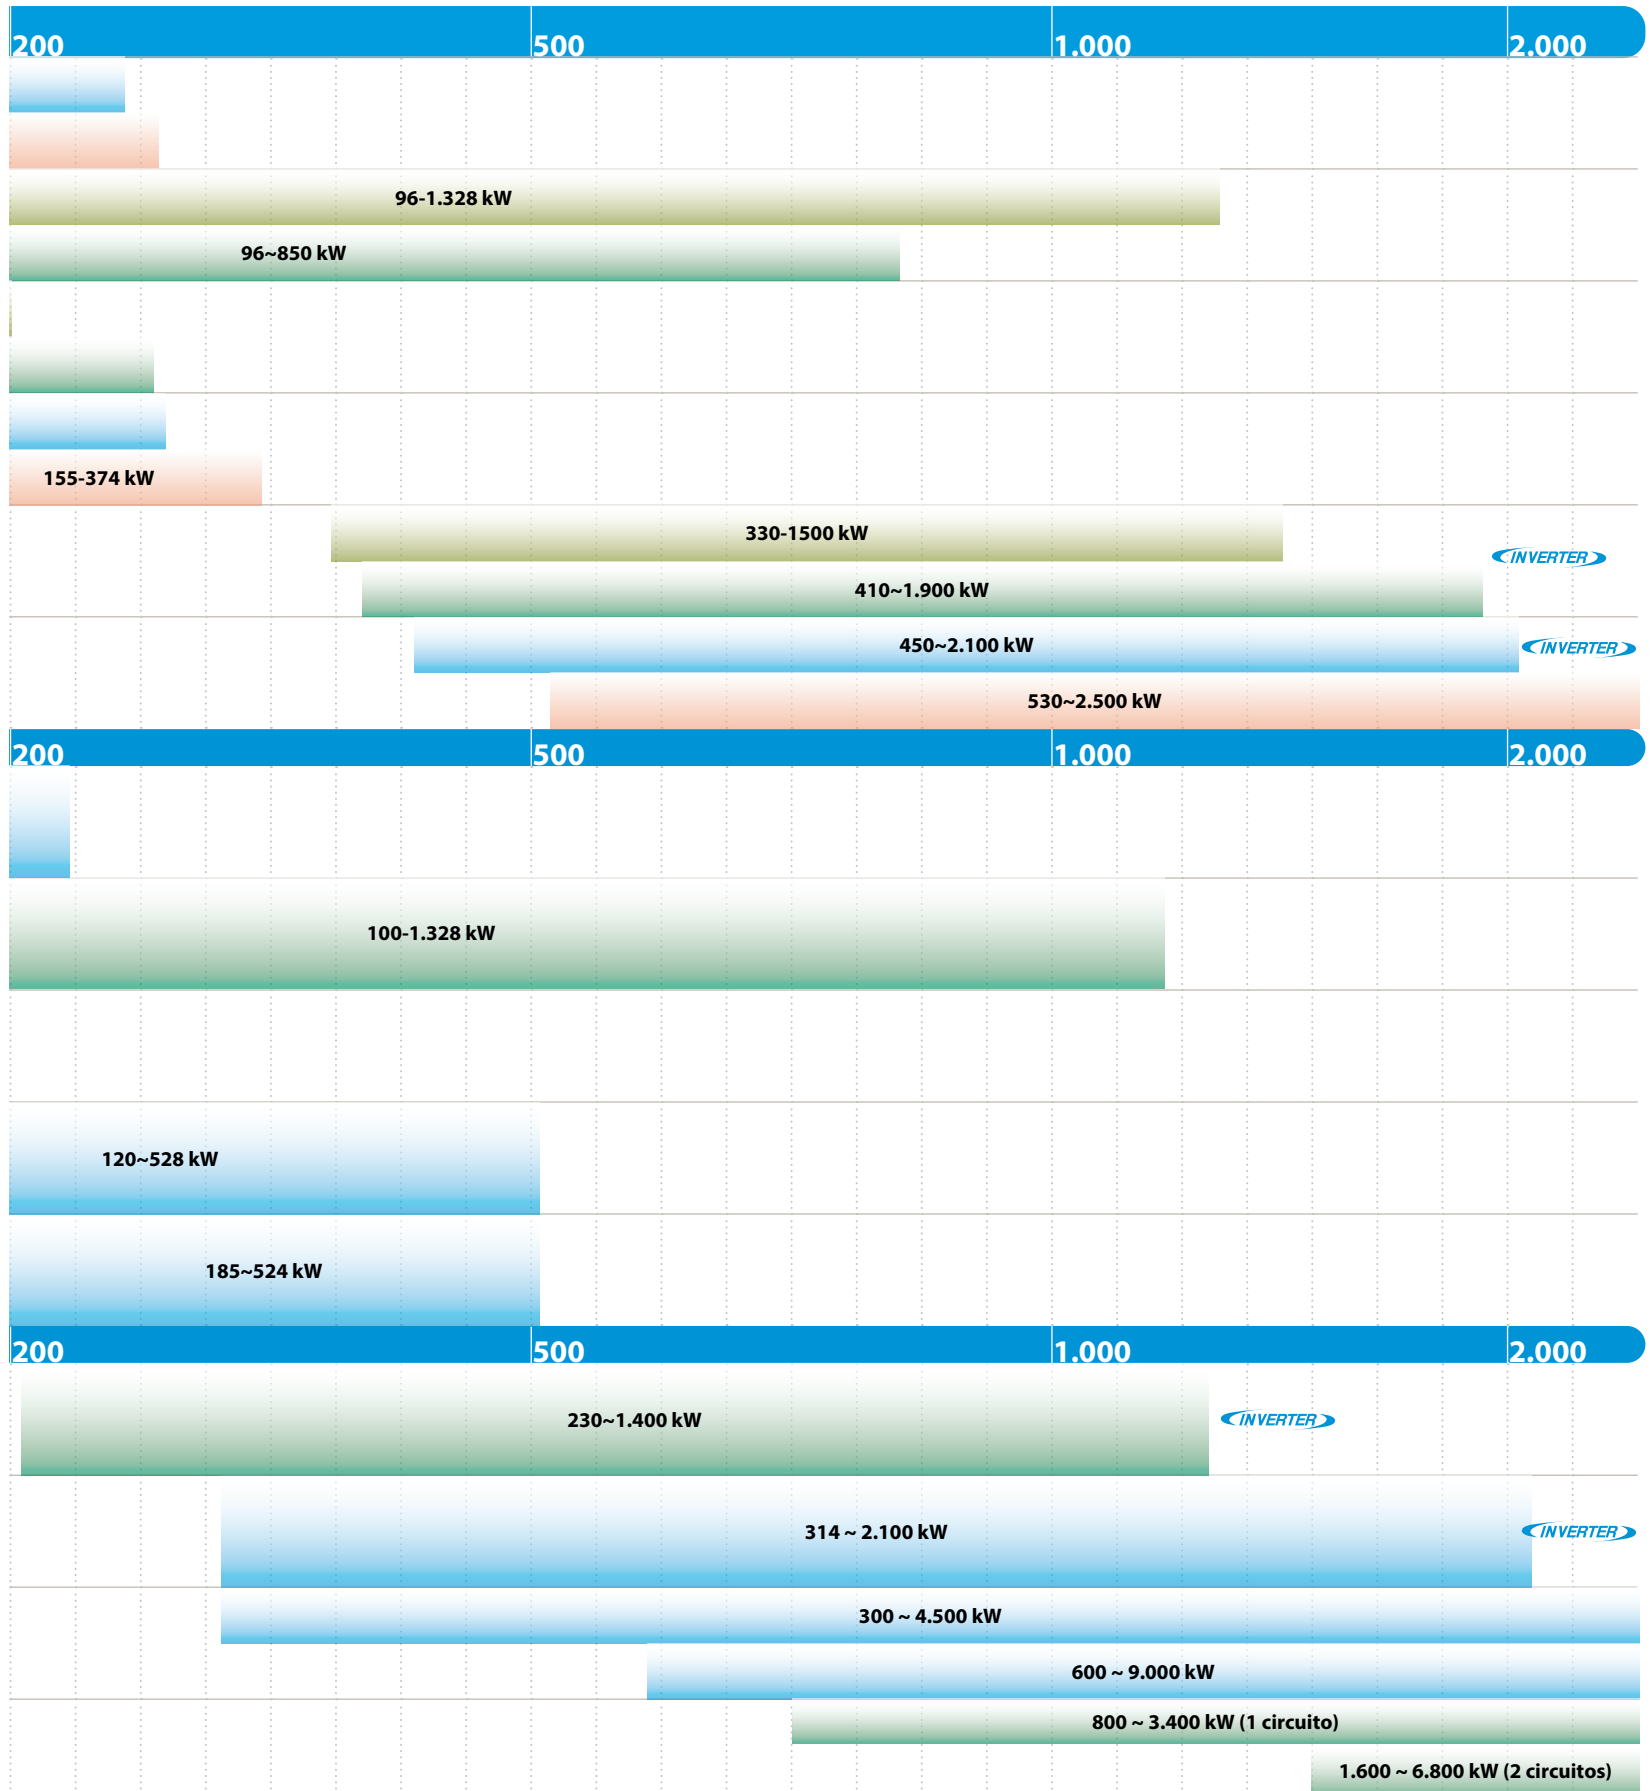 200 500 1.000 2.000
96-1.328 kW
96~850 kW
155-374 kW
330-1500 kW
INVERTER
410~1.900 kW
450~2.100 kW INVERTER
530~2.500 kW
200 500 1.000 2.000
100-1.328 kW
120~528 kW
185~524 kW
200 500 1.000 2.000
230~1.400 kW INVERTER
314 ~ 2.100 kW INVERTER
300 ~ 4.500 kW
600 ~ 9.000 kW
800 ~ 3.400 kW (1 circuito)
1.600 ~ 6.800 kW (2 circuitos)